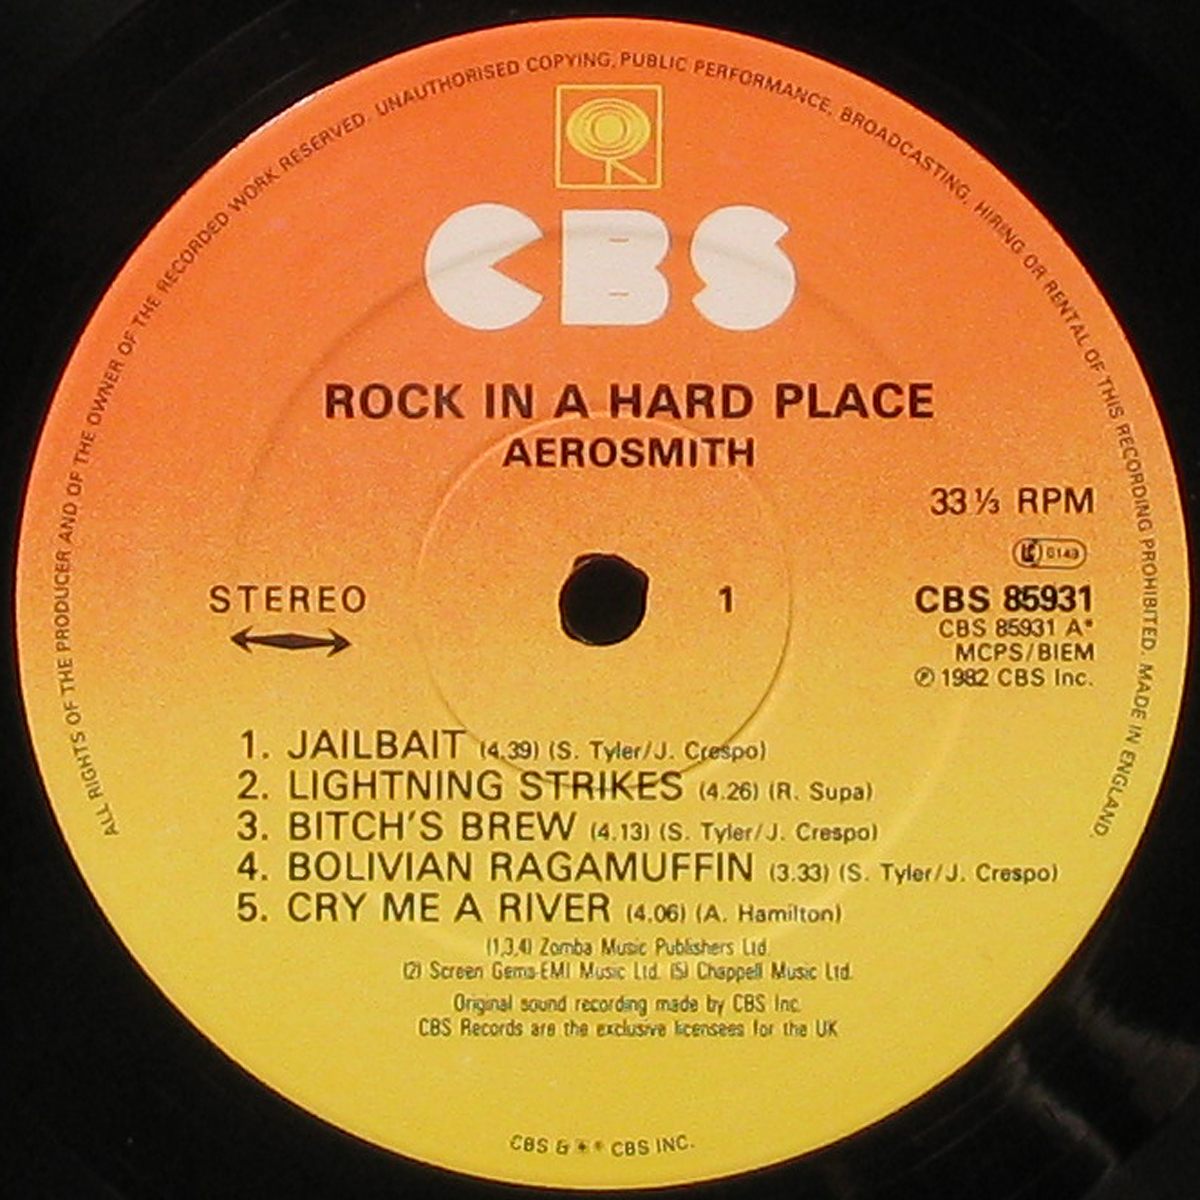 ALL RIGHTS OF THE PRODUCER AND OF THE OWNER OF THE RECORDED WORK RESERVED. UNAUTHORISED COPYING, PUBLIC PERFORMANCE, BROADCASTING, HIRING OR RENTAL OF THIS RECORDING PROHIBITED. MADE IN ENGLAND.
CBS
ROCK IN A HARD PLACE
AEROSMITH
33⅓ RPM
LC 0149
STEREO
1
CBS 85931
CBS 85931 A*
MCPS/BIEM
℗ 1982 CBS Inc.
1. JAILBAIT (4.39) (S. Tyler/J. Crespo)
2. LIGHTNING STRIKES (4.26) (R. Supa)
3. BITCH'S BREW (4.13) (S. Tyler/J. Crespo)
4. BOLIVIAN RAGAMUFFIN (3.33) (S. Tyler/J. Crespo)
5. CRY ME A RIVER (4.06) (A. Hamilton)
(1,3,4) Zomba Music Publishers Ltd.
(2) Screen Gems-EMI Music Ltd. (5) Chappell Music Ltd.
Original sound recording made by CBS Inc.
CBS Records are the exclusive licensees for the UK
CBS & ✶ ® CBS INC.